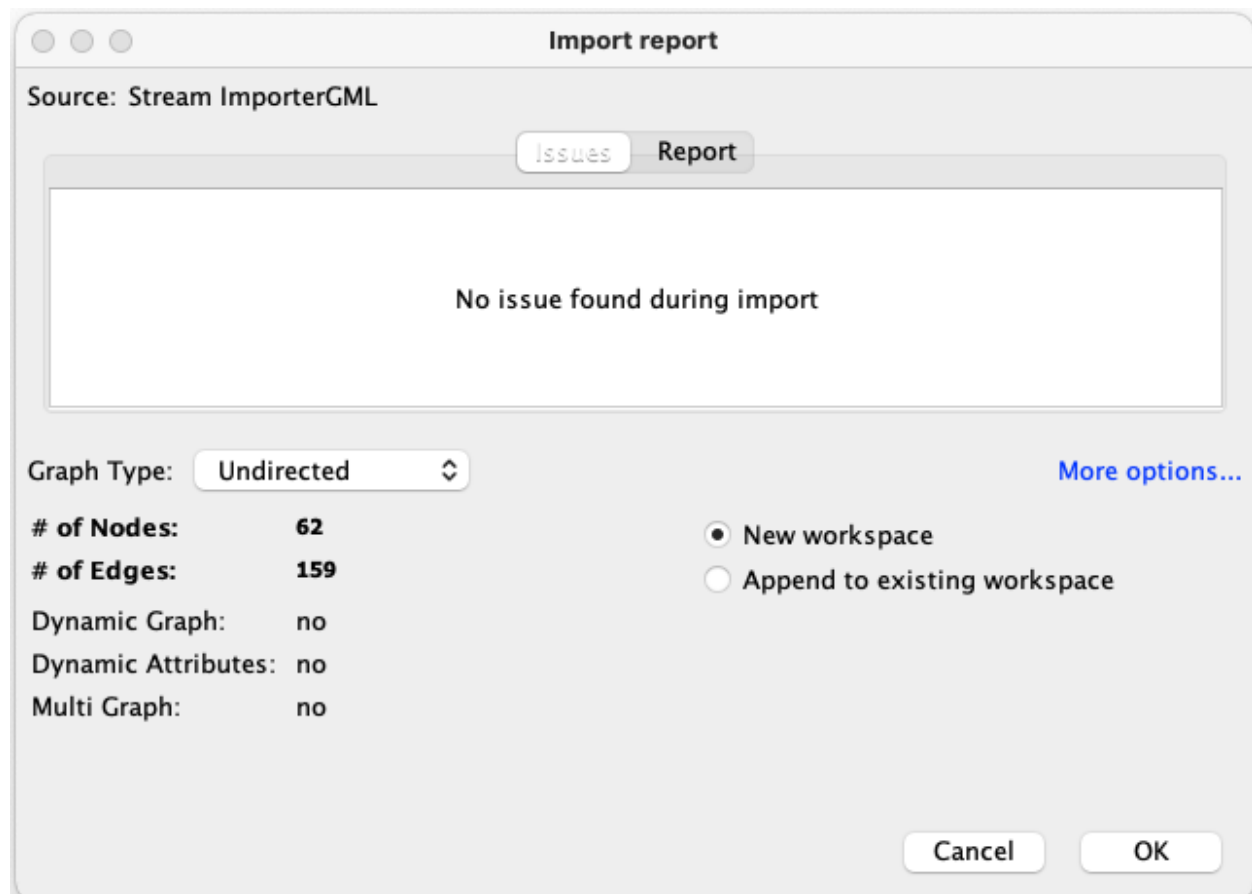 Import report
Source: Stream ImporterGML
Issues Report
No issue found during import
Graph Type: Undirected More options...
# of Nodes: 62
# of Edges: 159
Dynamic Graph: no
Dynamic Attributes: no
Multi Graph: no
New workspace
Append to existing workspace
Cancel OK